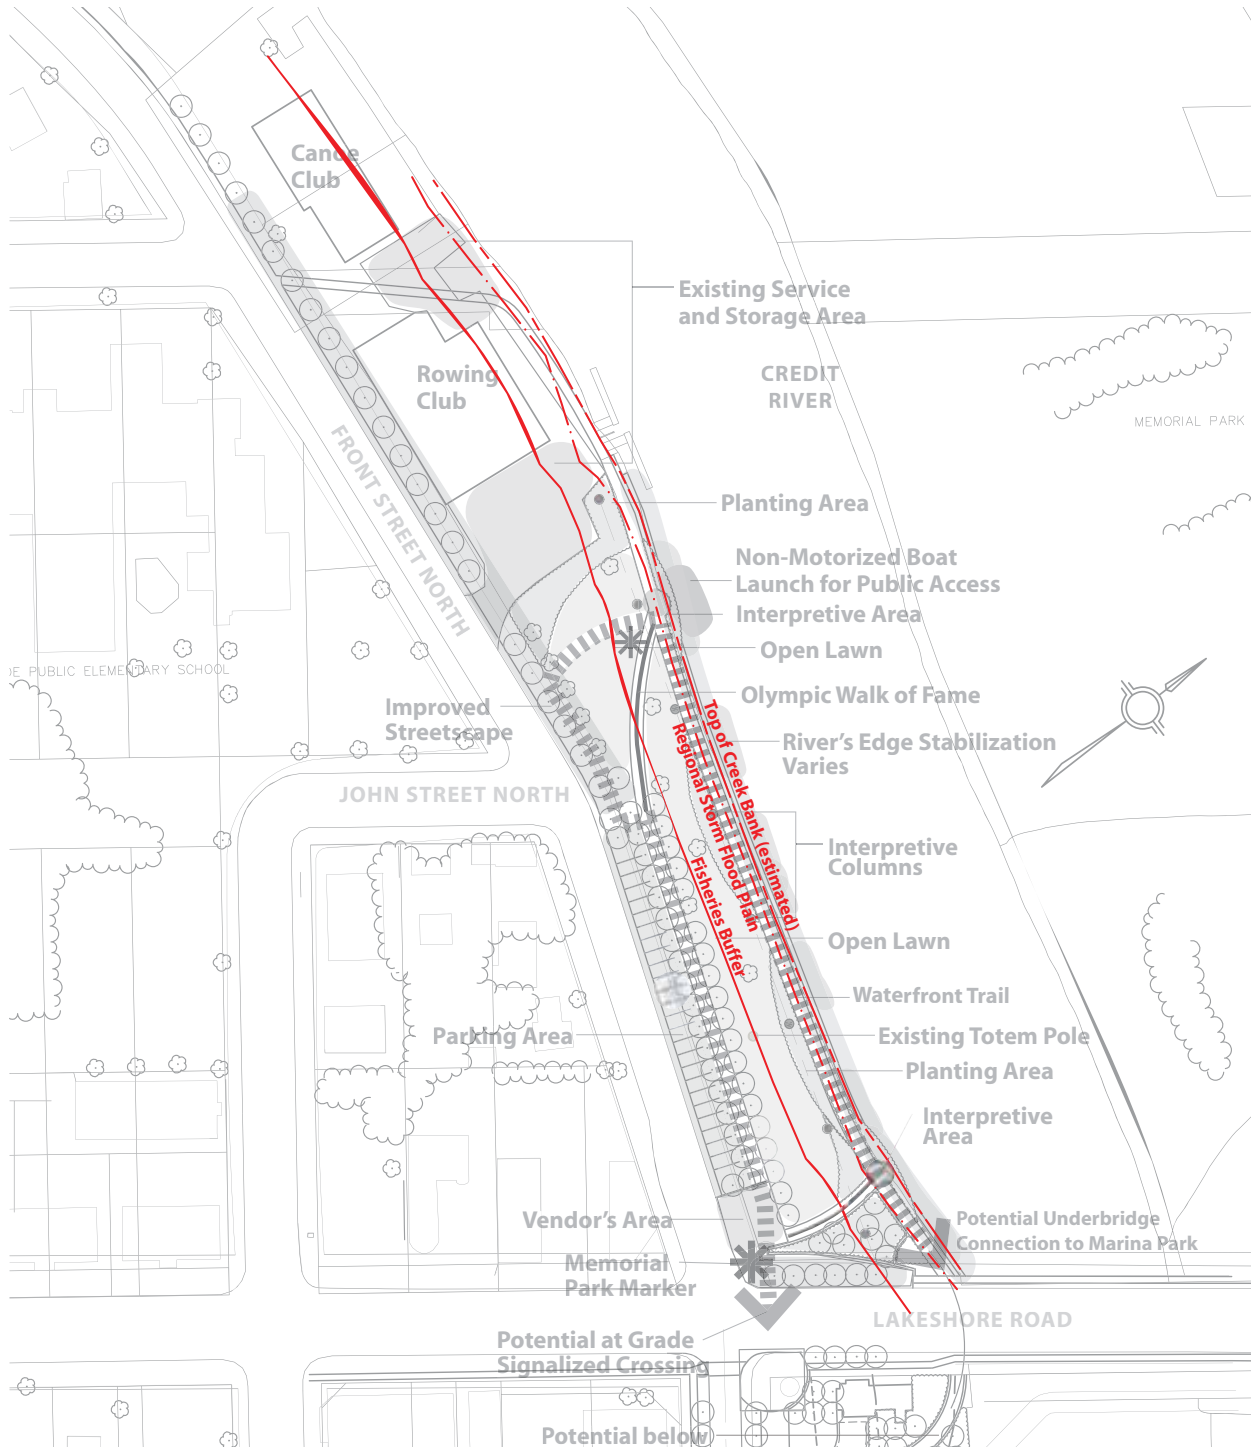 Canoe
Club
Existing Service
and Storage Area
Rowing
Club
CREDIT
RIVER
MEMORIAL PARK
FRONT STREET NORTH
Planting Area
Non-Motorized Boat
Launch for Public Access
Interpretive Area
Open Lawn
DE PUBLIC ELEMENTARY SCHOOL
Olympic Walk of Fame
Improved
Streetscape
River's Edge Stabilization
Varies
Top of Creek Bank (estimated)
Regional Storm Flood Plain
Fisheries Buffer
JOHN STREET NORTH
Interpretive
Columns
Open Lawn
Waterfront Trail
Parking Area
Existing Totem Pole
Planting Area
Interpretive
Area
Vendor's Area
Potential Underbridge
Connection to Marina Park
Memorial
Park Marker
LAKESHORE ROAD
Potential at Grade
Signalized Crossing
Potential below